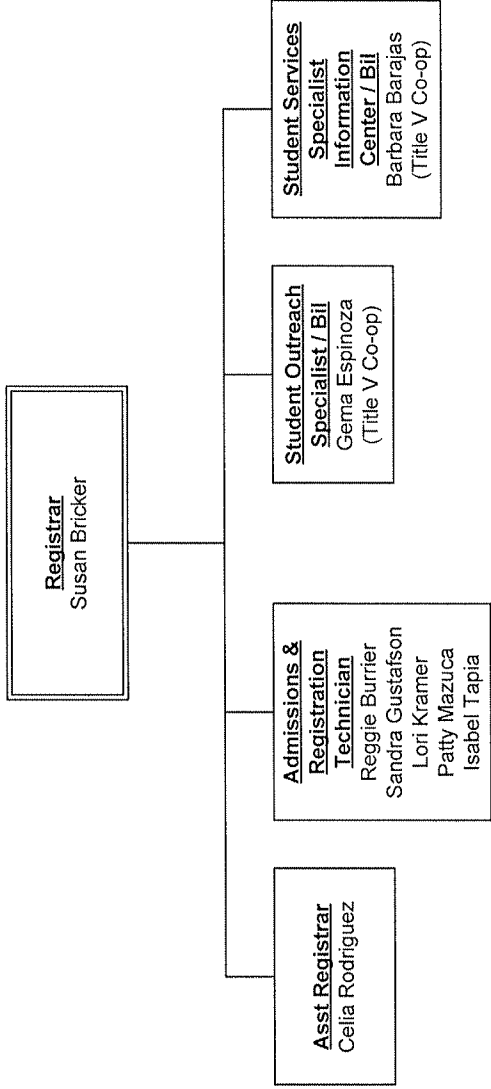 Registrar
Susan Bricker
Asst Registrar
Celia Rodriguez
Admissions &
Registration
Technician
Reggie Burrier
Sandra Gustafson
Lori Kramer
Patty Mazuca
Isabel Tapia
Student Outreach
Specialist / Bil
Gema Espinoza
(Title V Co-op)
Student Services
Specialist
Information
Center / Bil
Barbara Barajas
(Title V Co-op)